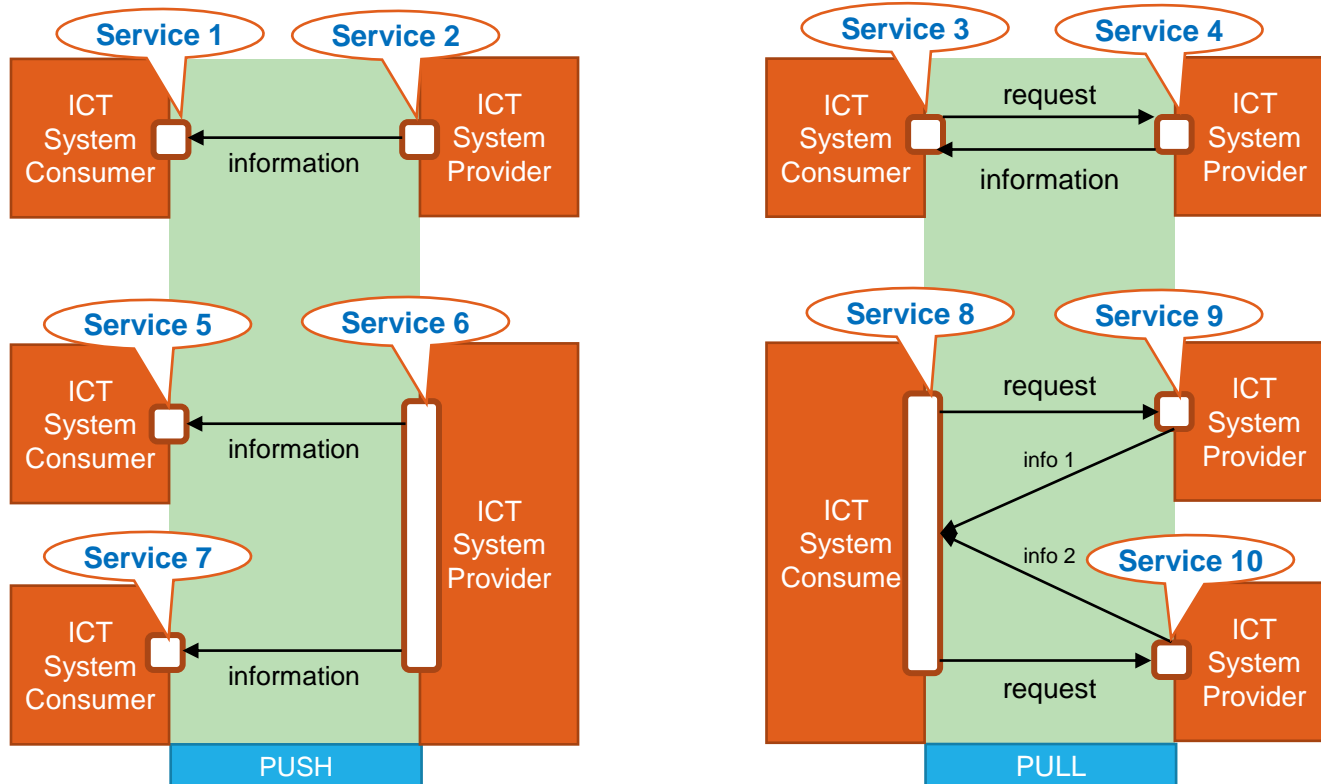 Service 1
Service 2
ICT
System
Consumer
information
ICT
System
Provider
Service 3
Service 4
ICT
System
Consumer
request
information
ICT
System
Provider
Service 5
Service 6
ICT
System
Consumer
information
Service 7
ICT
System
Consumer
information
ICT
System
Provider
PUSH
Service 8
Service 9
ICT
System
Consume
request
info 1
ICT
System
Provider
info 2
Service 10
request
ICT
System
Provider
PULL